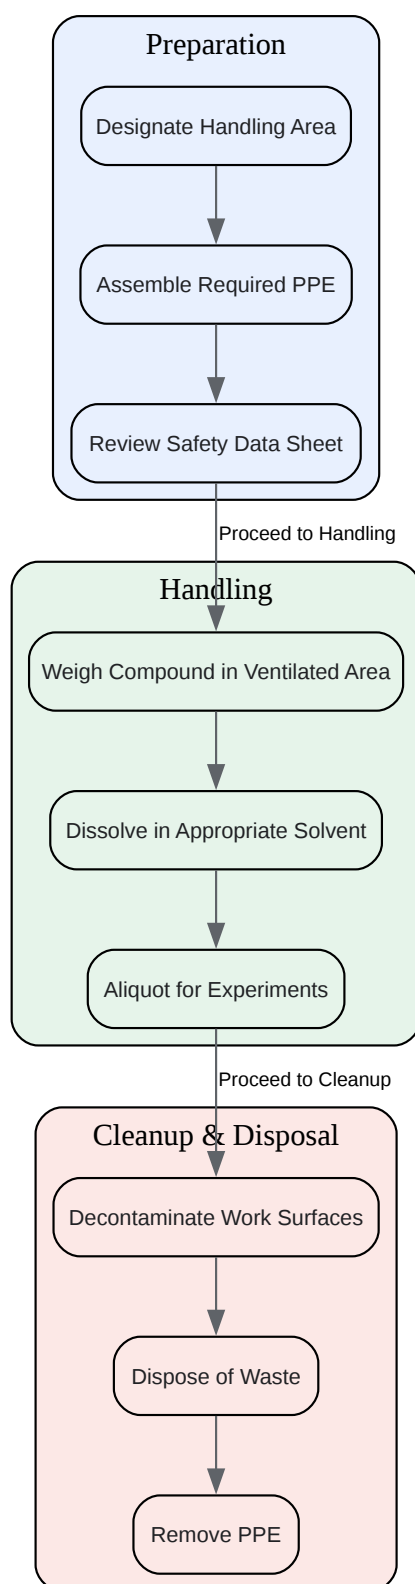 Preparation
Designate Handling Area
Assemble Required PPE
Review Safety Data Sheet
Proceed to Handling
Handling
Weigh Compound in Ventilated Area
Dissolve in Appropriate Solvent
Aliquot for Experiments
Proceed to Cleanup
Cleanup & Disposal
Decontaminate Work Surfaces
Dispose of Waste
Remove PPE